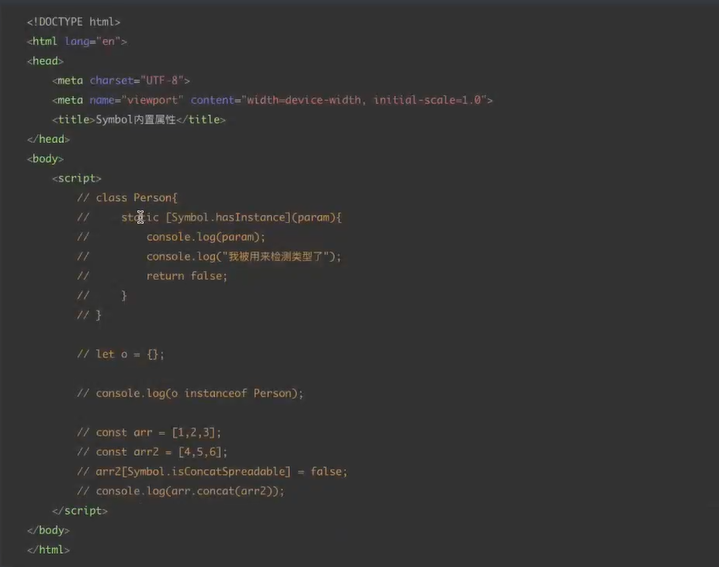 <!DOCTYPE html>
<html lang="en">
<head>
    <meta charset="UTF-8">
    <meta name="viewport" content="width=device-width, initial-scale=1.0">
    <title>Symbol内置属性</title>
</head>
<body>
    <script>
        // class Person{
        //     static [Symbol.hasInstance](param){
        //         console.log(param);
        //         console.log("我被用来检测类型了");
        //         return false;
        //     }
        // }

        // let o = {};

        // console.log(o instanceof Person);

        // const arr = [1,2,3];
        // const arr2 = [4,5,6];
        // arr2[Symbol.isConcatSpreadable] = false;
        // console.log(arr.concat(arr2));
    </script>
</body>
</html>